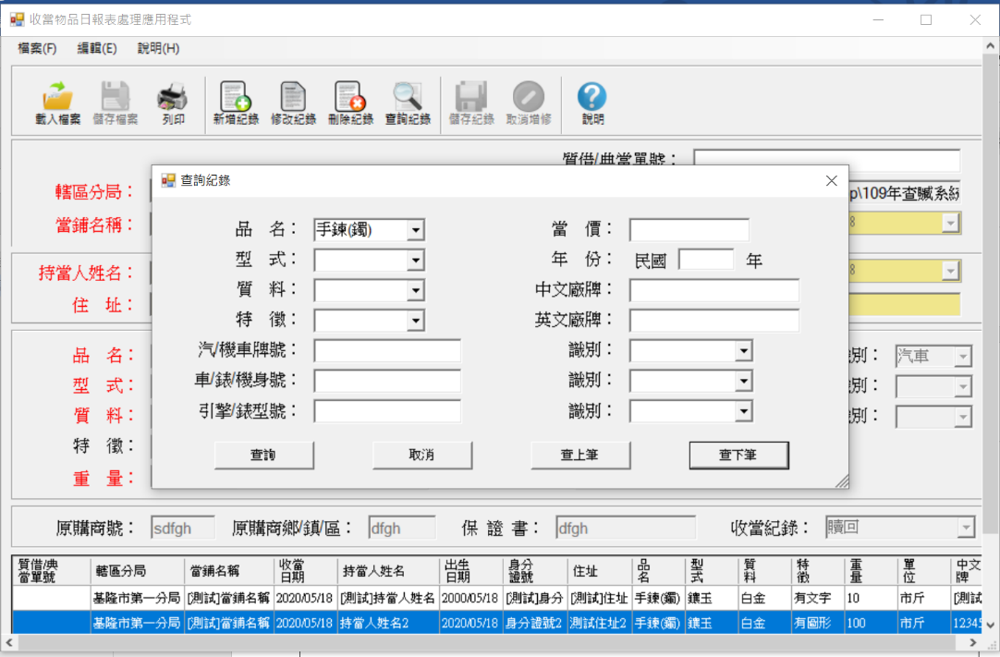 收當物品日報表處理應用程式
檔案(F) 編輯(E) 說明(H)
載入檔案 儲存檔案 列印 新增紀錄 修改紀錄 刪除紀錄 查詢紀錄 儲存紀錄 取消增修 說明
質借/典當單號：
查詢紀錄
轄區分局： p\109年查贓系統
當鋪名稱： 8
品 名： 手鍊(鐲) 當 價：
型 式： 年 份： 民國 年
持當人姓名： 8
質 料： 中文廠牌：
住 址：
特 徵： 英文廠牌：
汽/機車牌號： 識別：
品 名： 別： 汽車
車/錶/機身號： 識別：
型 式： 別：
引擎/錶型號： 識別：
質 料： 別：
特 徵：
查詢 取消 查上筆 查下筆
重 量：
原購商號： sdfgh 原購商鄉/鎮/區： dfgh 保 證 書： dfgh 收當紀錄： 贖回
質借/典當單號 轄區分局 當鋪名稱 收當日期 持當人姓名 出生日期 身分證號 住址 品名 型式 質料 特徵 重量 單位 中文牌
基隆市第一分局 [測試]當鋪名稱 2020/05/18 [測試]持當人姓名 2000/05/18 [測試]身分 [測試]住址 手鍊(鐲) 鑲玉 白金 有文字 10 市斤 [測試
基隆市第一分局 [測試]當鋪名稱 2020/05/18 持當人姓名2 2020/05/18 身分證號2 測試住址2 手鍊(鐲) 鑲玉 白金 有圖形 100 市斤 12345